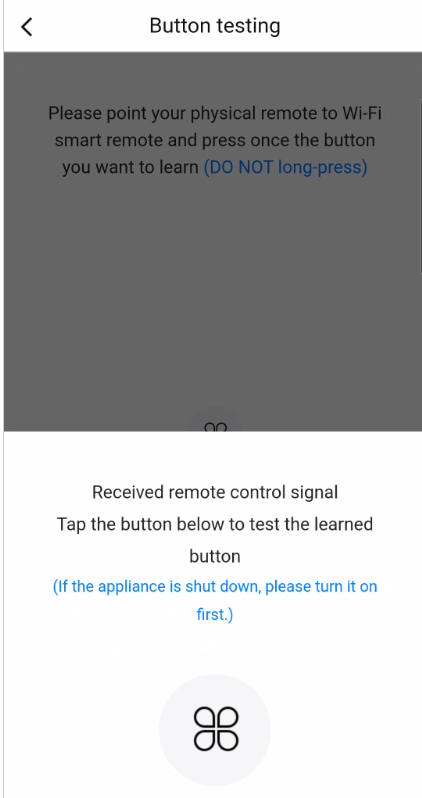 Button testing
Please point your physical remote to Wi-Fi
smart remote and press once the button
you want to learn (DO NOT long-press)
Received remote control signal
Tap the button below to test the learned
button
(If the appliance is shut down, please turn it on
first.)